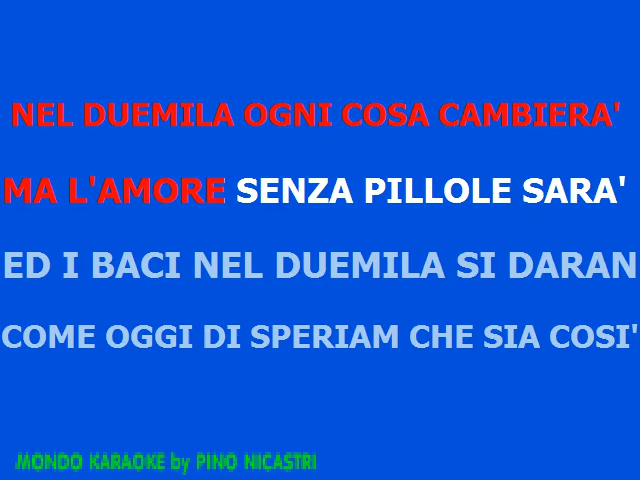 NEL DUEMILA OGNI COSA CAMBIERA'
MA L'AMORE SENZA PILLOLE SARA'
ED I BACI NEL DUEMILA SI DARAN
COME OGGI DI SPERIAM CHE SIA COSI'
MONDO KARAOKE by PINO NICASTRI